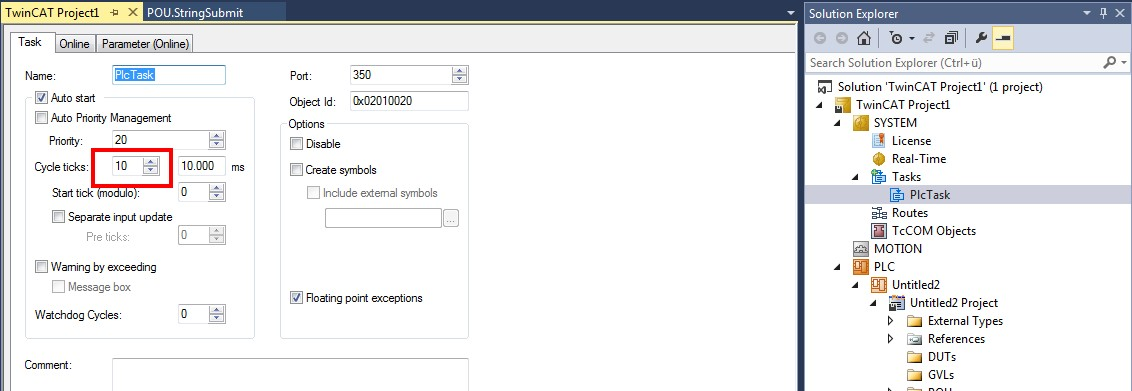 TwinCAT Project1
POU.StringSubmit
Task
Online
Parameter (Online)
Name:
PlcTask
Port:
350
Auto start
Object Id:
0x02010020
Auto Priority Management
Options
Priority:
20
Disable
Cycle ticks:
10
10.000
ms
Create symbols
Start tick (modulo):
0
Include external symbols
Separate input update
...
Pre ticks:
0
Warning by exceeding
Message box
Floating point exceptions
Watchdog Cycles:
0
Comment:
Solution Explorer
Search Solution Explorer (Ctrl+ü)
Solution 'TwinCAT Project1' (1 project)
TwinCAT Project1
SYSTEM
License
Real-Time
Tasks
PlcTask
Routes
TcCOM Objects
MOTION
PLC
Untitled2
Untitled2 Project
External Types
References
DUTs
GVLs